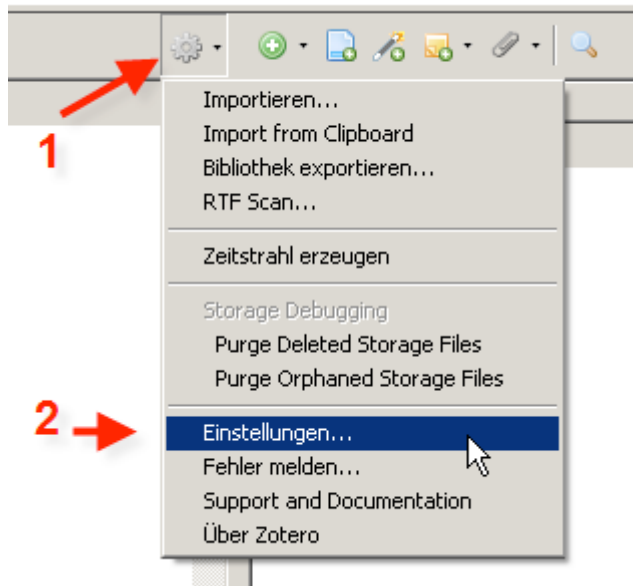 1
Importieren...
Import from Clipboard
Bibliothek exportieren...
RTF Scan...
Zeitstrahl erzeugen
Storage Debugging
Purge Deleted Storage Files
Purge Orphaned Storage Files
2
Einstellungen...
Fehler melden...
Support and Documentation
Über Zotero